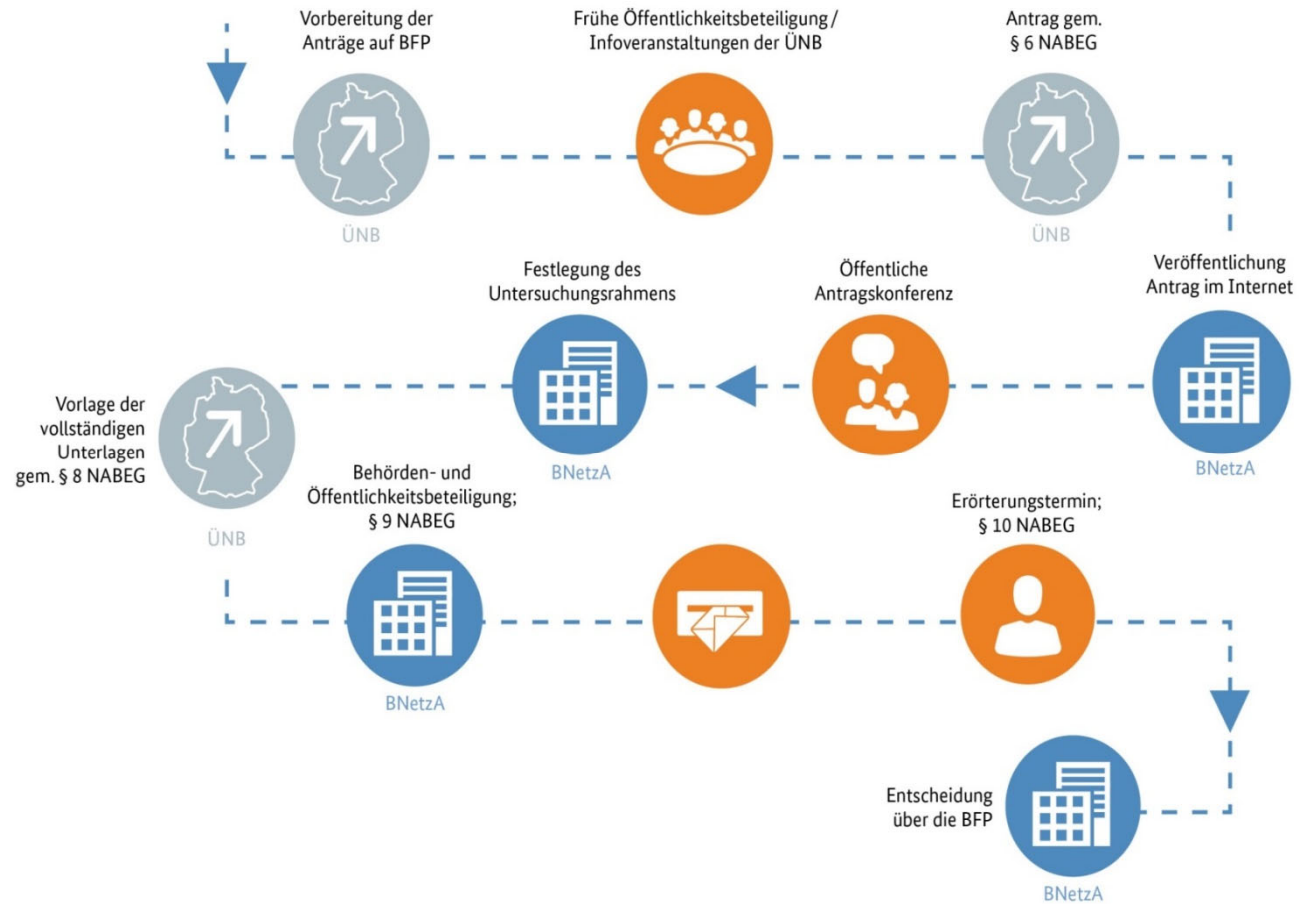 Vorbereitung der
Anträge auf BFP
ÜNB
Frühe Öffentlichkeitsbeteiligung /
Infoveranstaltungen der ÜNB
Antrag gem.
§ 6 NABEG
ÜNB
Veröffentlichung
Antrag im Internet
BNetzA
Öffentliche
Antragskonferenz
Festlegung des
Untersuchungsrahmens
BNetzA
Vorlage der
vollständigen
Unterlagen
gem. § 8 NABEG
ÜNB
Behörden- und
Öffentlichkeitsbeteiligung;
§ 9 NABEG
BNetzA
Erörterungstermin;
§ 10 NABEG
Entscheidung
über die BFP
BNetzA